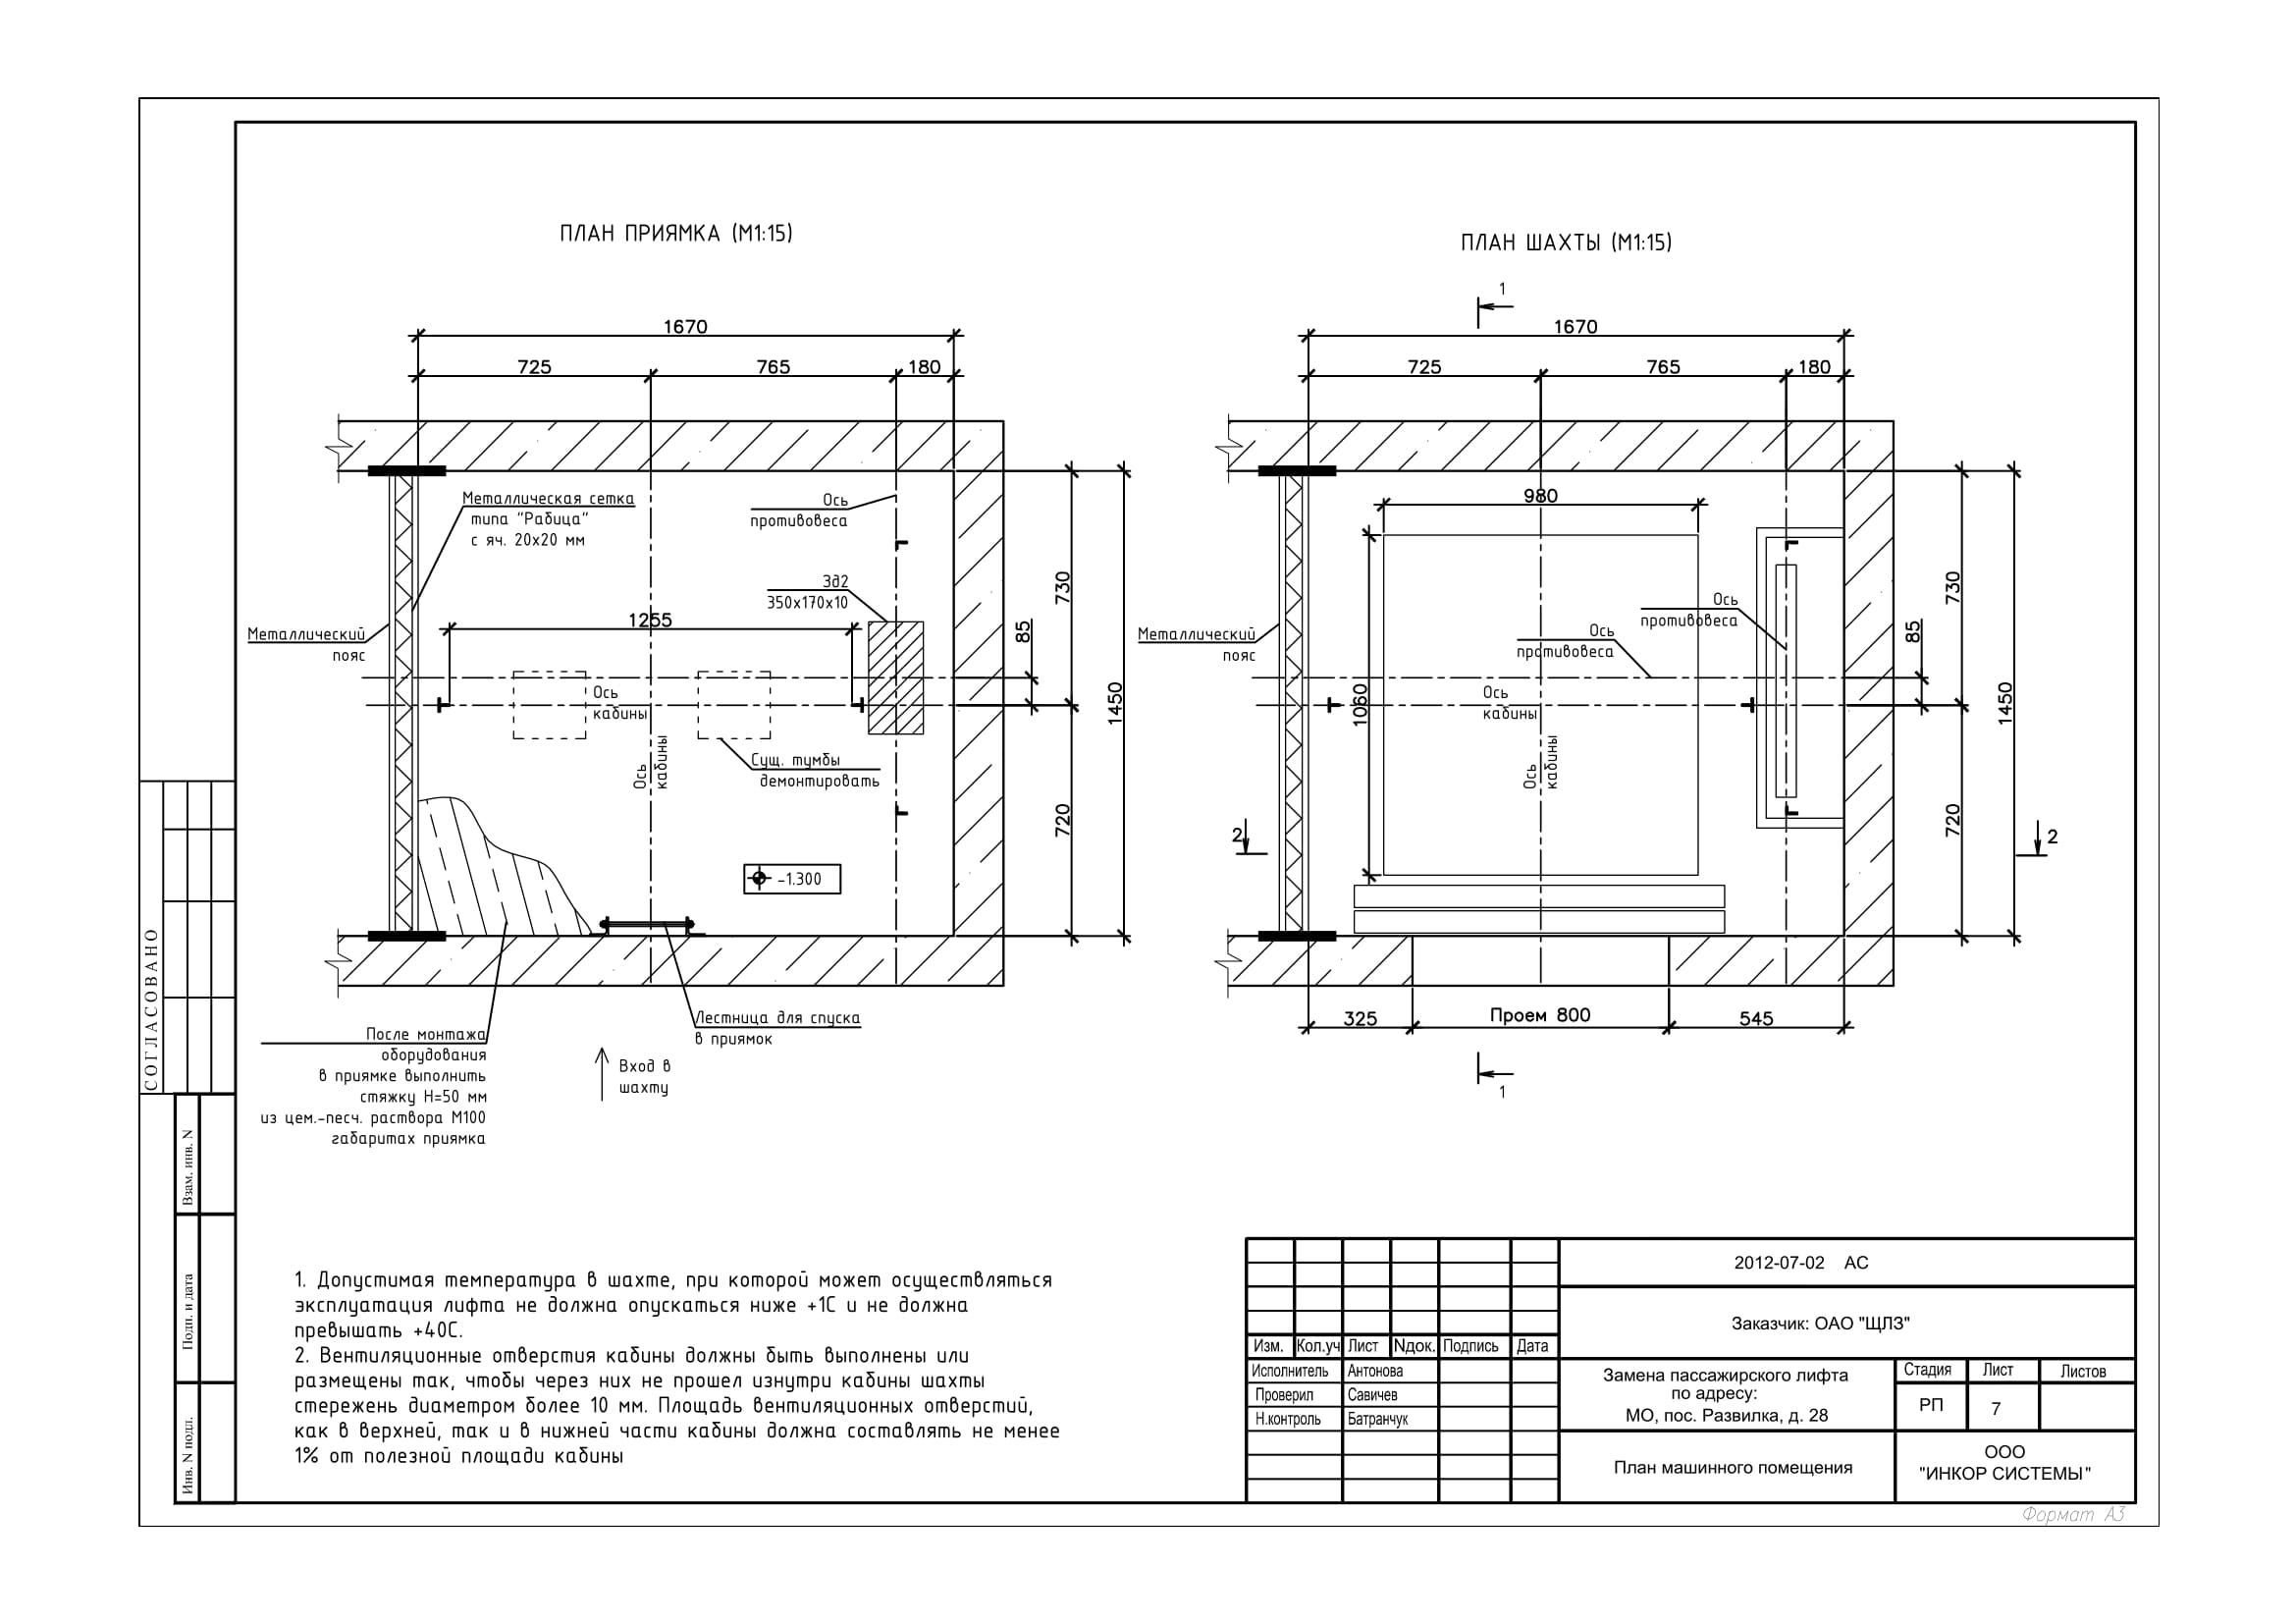 ПЛАН ПРИЯМКА (М1:15)
1670
725
765
180
Металлическая сетка
типа "Рабица"
с яч. 20х20 мм
Ось
противовеса
Зд2
350х170х10
1255
Металлический
пояс
Ось
кабины
Ось
кабины
Сущ. тумбы
демонтировать
-1.300
730
85
1450
720
После монтажа
оборудования
в приямке выполнить
стяжку Н=50 мм
из цем.-песч. раствора М100
габаритах приямка
Лестница для спуска
в приямок
Вход в
шахту
ПЛАН ШАХТЫ (М1:15)
1
1670
725
765
180
980
Металлический
пояс
Ось
противовеса
Ось
противовеса
1060
Ось
кабины
Ось
кабины
730
85
1450
720
2
2
325
Проем 800
545
1
1. Допустимая температура в шахте, при которой может осуществляться
эксплуатация лифта не должна опускаться ниже +1С и не должна
превышать +40С.
2. Вентиляционные отверстия кабины должны быть выполнены или
размещены так, чтобы через них не прошел изнутри кабины шахты
стережень диаметром более 10 мм. Площадь вентиляционных отверстий,
как в верхней, так и в нижней части кабины должна составлять не менее
1% от полезной площади кабины
СОГЛАСОВАНО
Взам. инв. N
Подп. и дата
Инв. N подл.
2012-07-02 АС
Заказчик: ОАО "ЩЛЗ"
Изм. Кол.уч Лист Nдок. Подпись Дата
Исполнитель Антонова
Проверил Савичев
Н.контроль Батранчук
Замена пассажирского лифта
по адресу:
МО, пос. Развилка, д. 28
Стадия Лист Листов
РП 7
План машинного помещения
ООО
"ИНКОР СИСТЕМЫ"
Формат А3